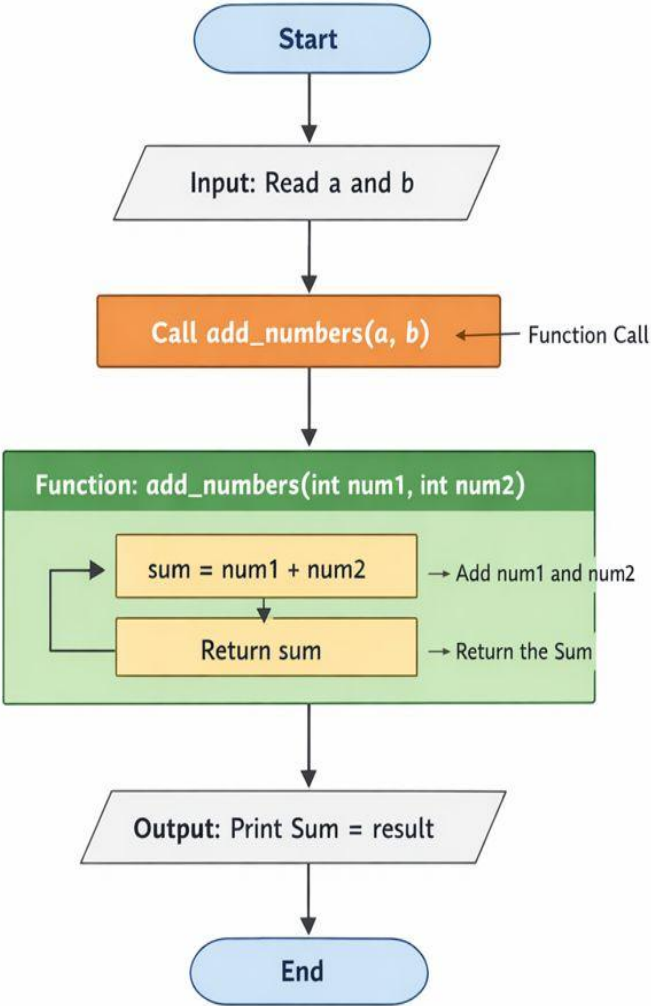 Start
Input: Read a and b
Call add_numbers(a, b)
Function Call
Function: add_numbers(int num1, int num2)
sum = num1 + num2
Add num1 and num2
Return sum
Return the Sum
Output: Print Sum = result
End